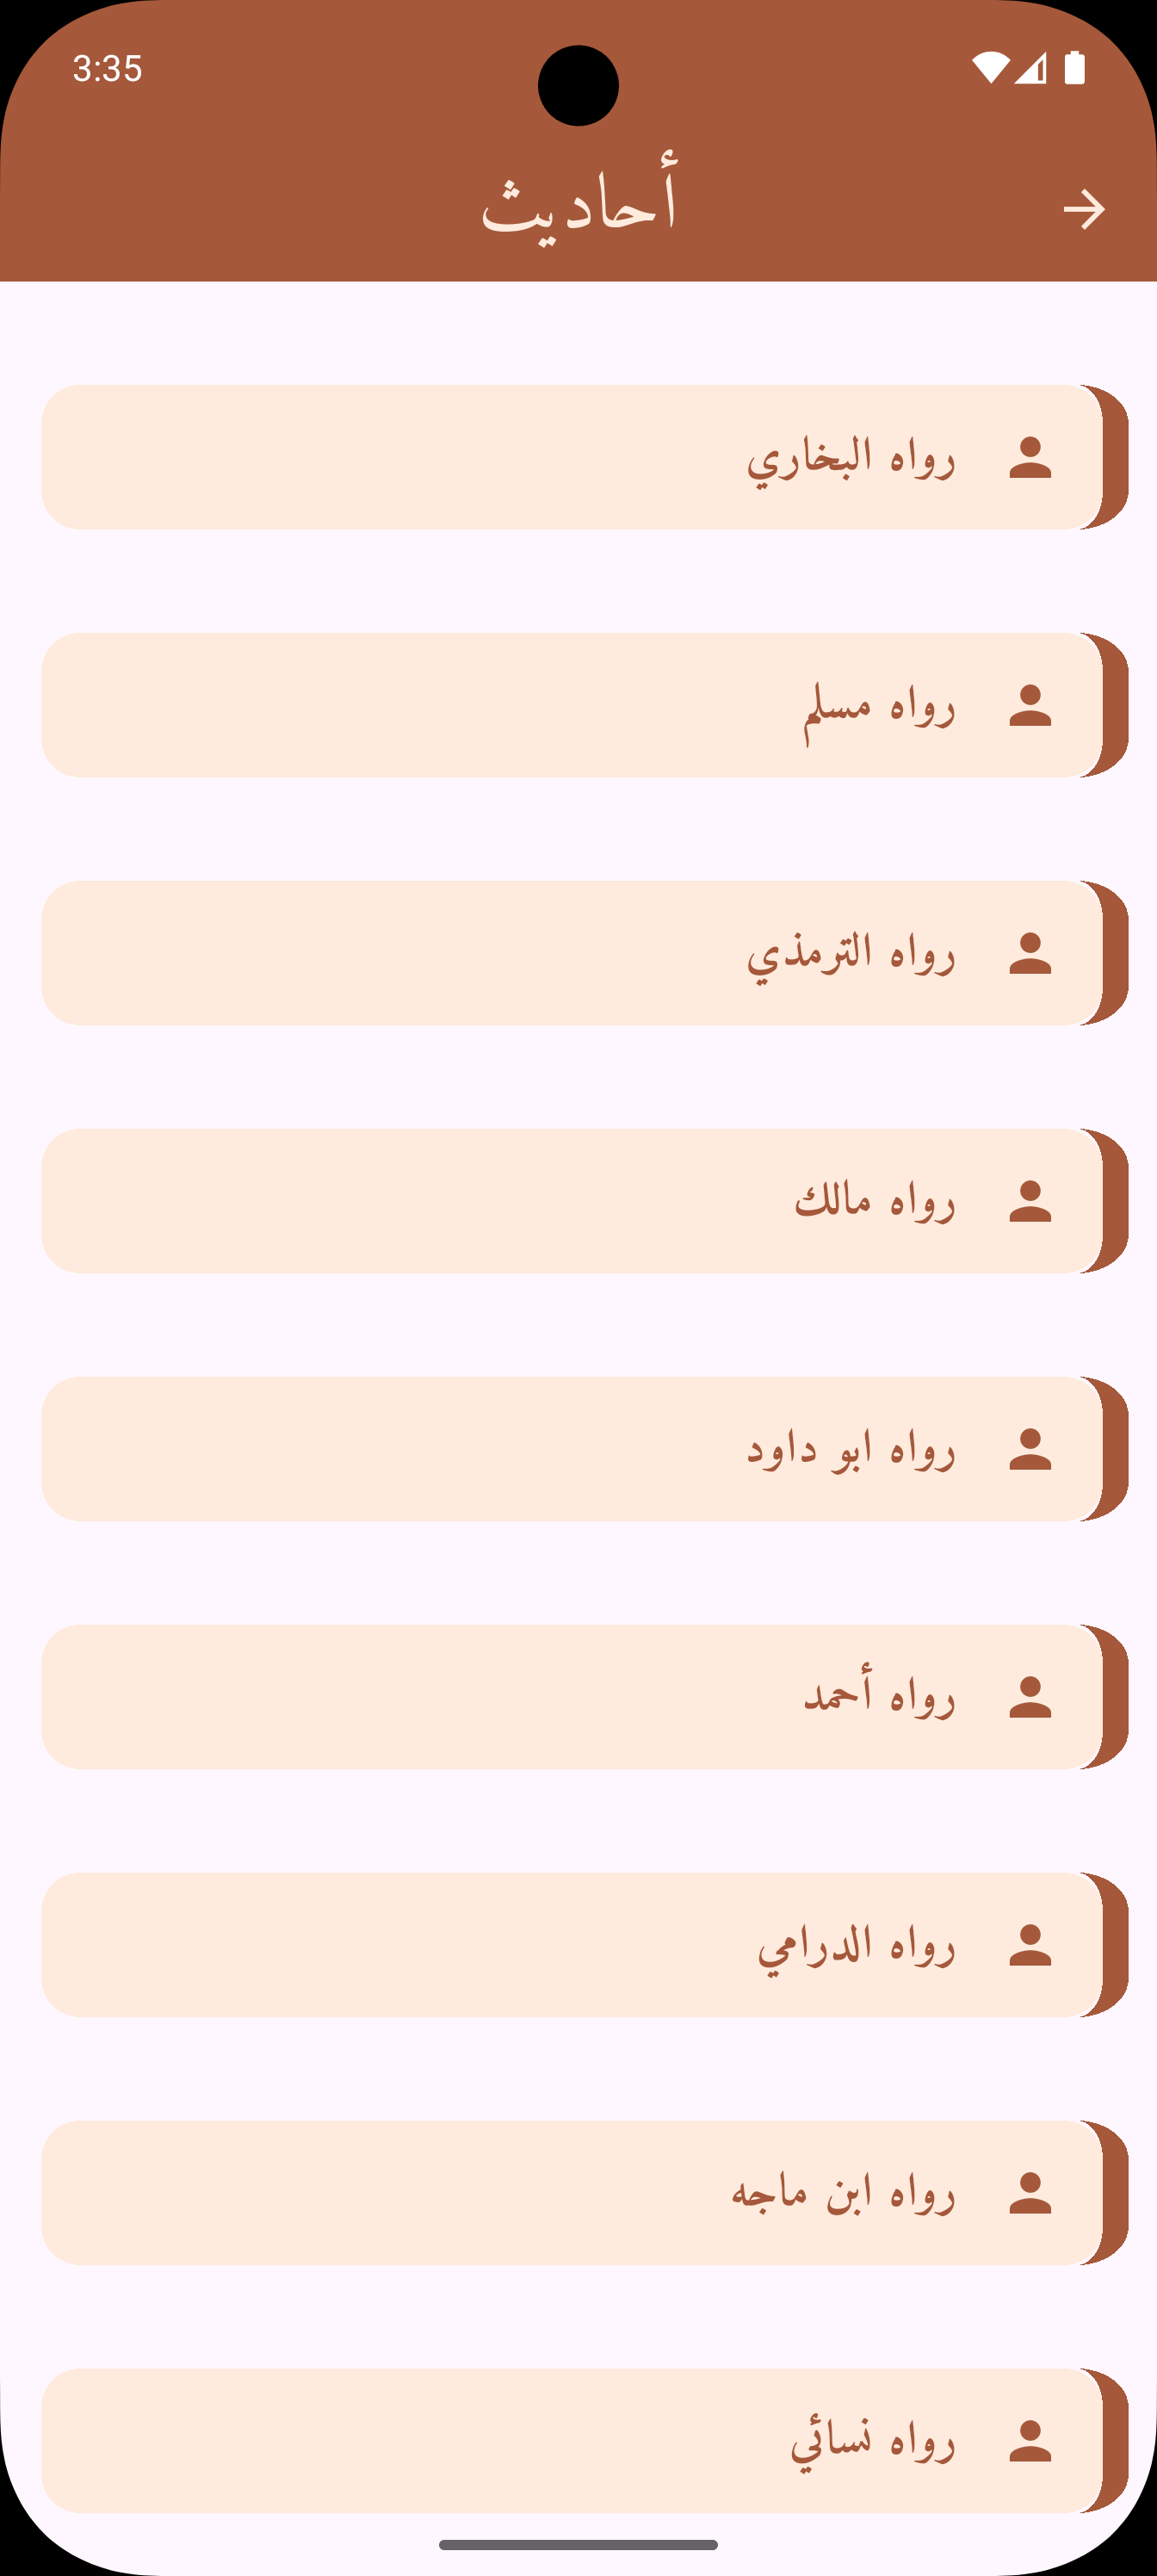 3:35
أحاديث
رواه البخاري
رواه مسلم
رواه الترمذي
رواه مالك
رواه ابو داود
رواه أحمد
رواه الدرامي
رواه ابن ماجه
رواه نسائي